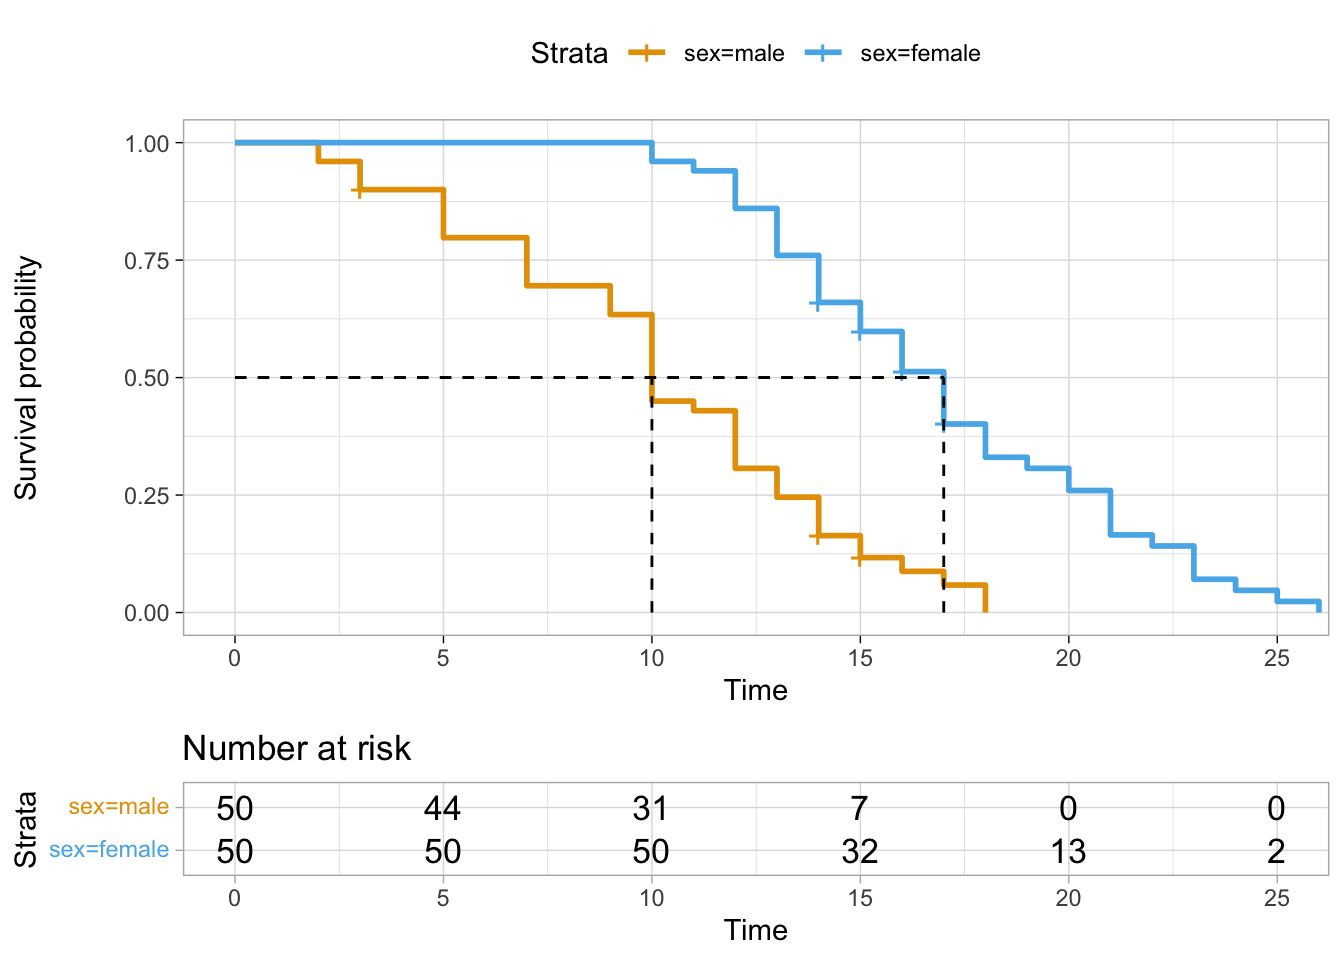 Strata sex=male sex=female
1.00
0.75
0.50
0.25
0.00
Survival probability
0 5 10 15 20 25
Time
Number at risk
Strata
sex=male 50 44 31 7 0 0
sex=female 50 50 50 32 13 2
0 5 10 15 20 25
Time